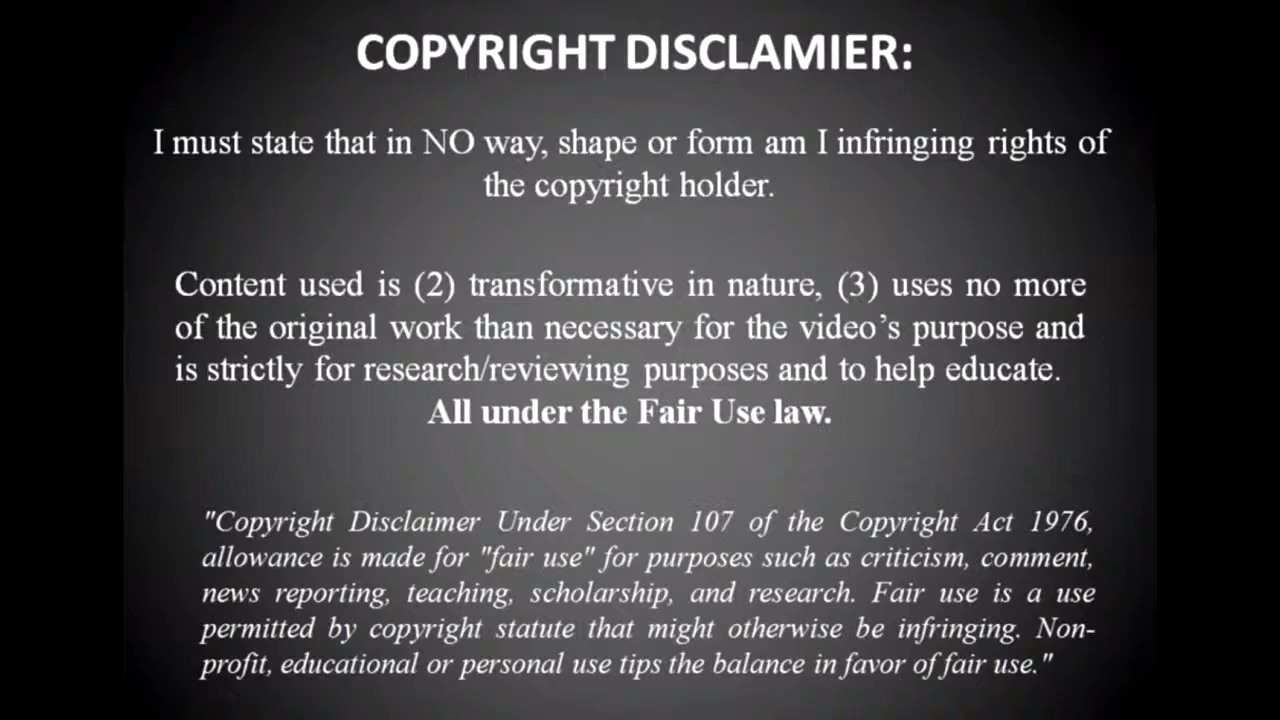 COPYRIGHT DISCLAMIER:
I must state that in NO way, shape or form am I infringing rights of
the copyright holder.
Content used is (2) transformative in nature, (3) uses no more
of the original work than necessary for the video’s purpose and
is strictly for research/reviewing purposes and to help educate.
All under the Fair Use law.
"Copyright Disclaimer Under Section 107 of the Copyright Act 1976,
allowance is made for "fair use" for purposes such as criticism, comment,
news reporting, teaching, scholarship, and research. Fair use is a use
permitted by copyright statute that might otherwise be infringing. Non-
profit, educational or personal use tips the balance in favor of fair use."